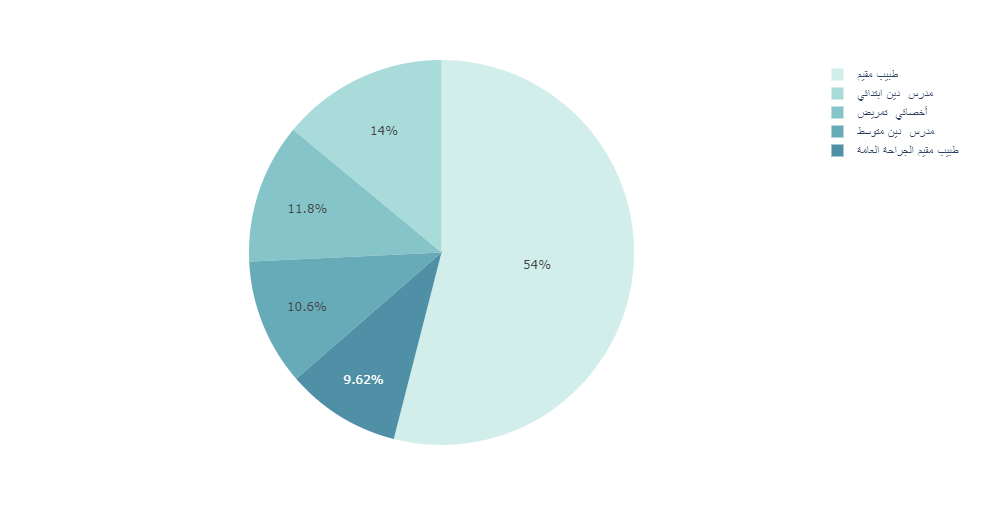 14%
11.8%
54%
10.6%
9.62%
طبيب مقيم
مدرس  دين ابتدائي
أخصائي  تمريض
مدرس  دين متوسط
طبيب مقيم الجراحة العامة